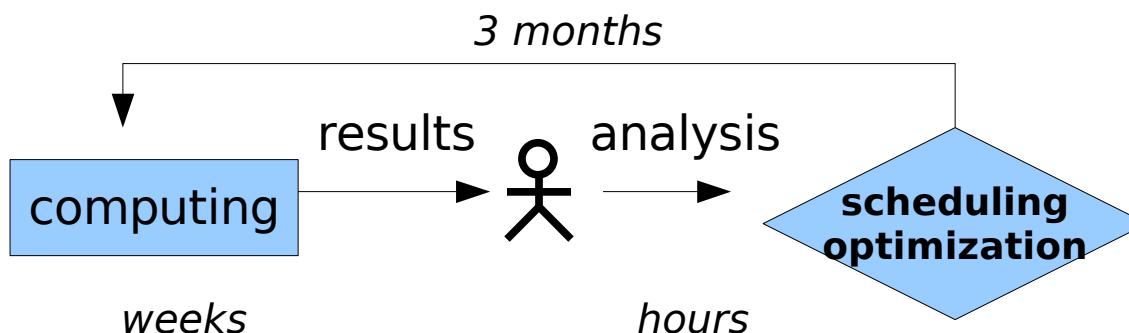 3 months
results
analysis
computing
scheduling
optimization
weeks
hours